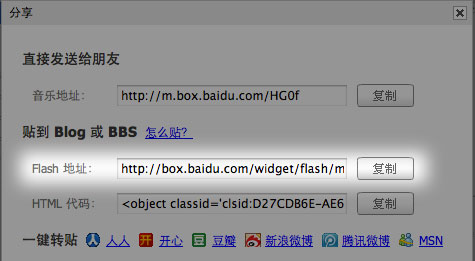 分享
直接发送给朋友
音乐地址： http://m.box.baidu.com/HG0f 复制
贴到 Blog 或 BBS 怎么贴?
Flash 地址： http://box.baidu.com/widget/flash/m 复制
HTML 代码： <object classid='clsid:D27CDB6E-AE6 复制
一键转贴 人人 开心 豆瓣 新浪微博 腾讯微博 MSN